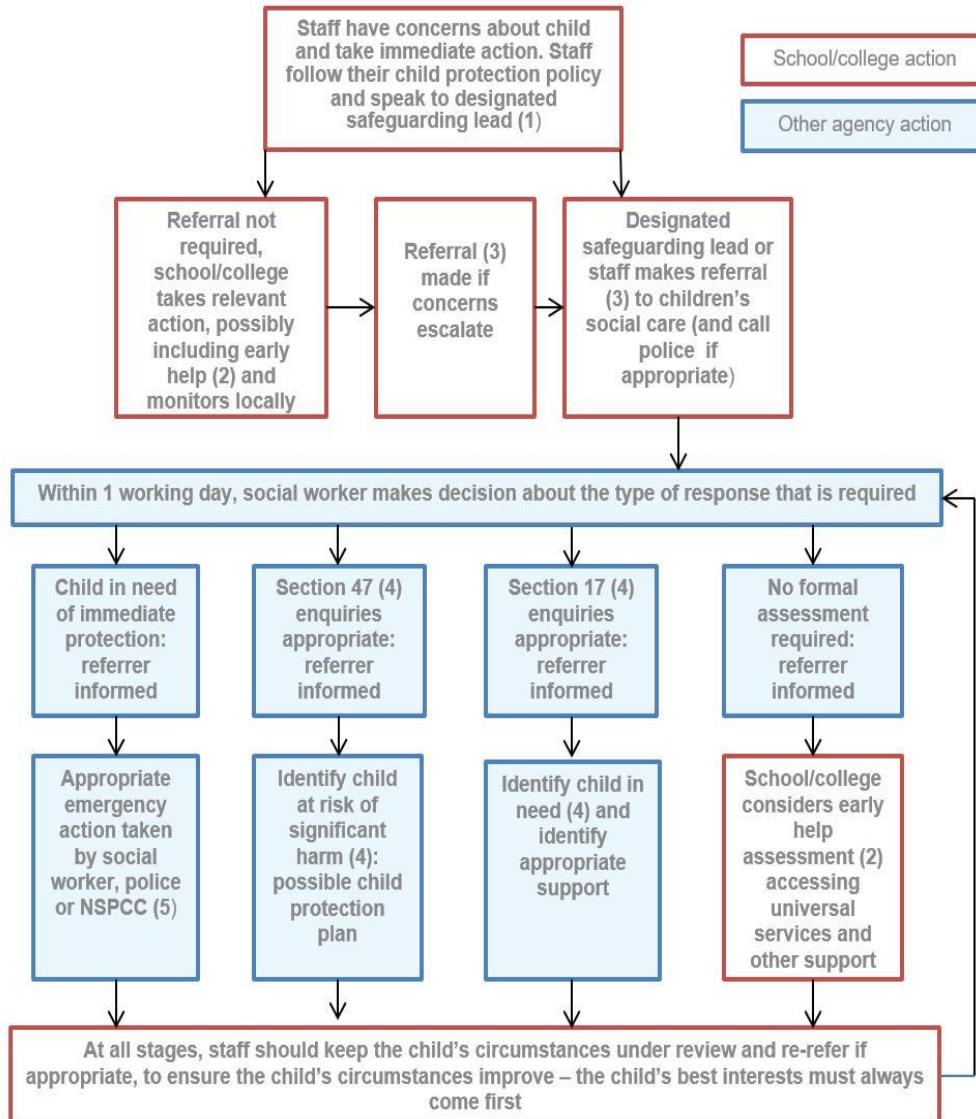 Staff have concerns about child
and take immediate action. Staff
follow their child protection policy
and speak to designated
safeguarding lead (1)
School/college action
Other agency action
Referral not
required,
school/college
takes relevant
action, possibly
including early
help (2) and
monitors locally
Referral (3)
made if
concerns
escalate
Designated
safeguarding lead or
staff makes referral
(3) to children’s
social care (and call
police if
appropriate)
Within 1 working day, social worker makes decision about the type of response that is required
Child in need
of immediate
protection:
referrer
informed
Section 47 (4)
enquiries
appropriate:
referrer
informed
Section 17 (4)
enquiries
appropriate:
referrer
informed
No formal
assessment
required:
referrer
informed
Appropriate
emergency
action taken
by social
worker, police
or NSPCC (5)
Identify child
at risk of
significant
harm (4):
possible child
protection
plan
Identify child in
need (4) and
identify
appropriate
support
School/college
considers early
help
assessment (2)
accessing
universal
services and
other support
At all stages, staff should keep the child’s circumstances under review and re-refer if
appropriate, to ensure the child’s circumstances improve – the child’s best interests must always
come first